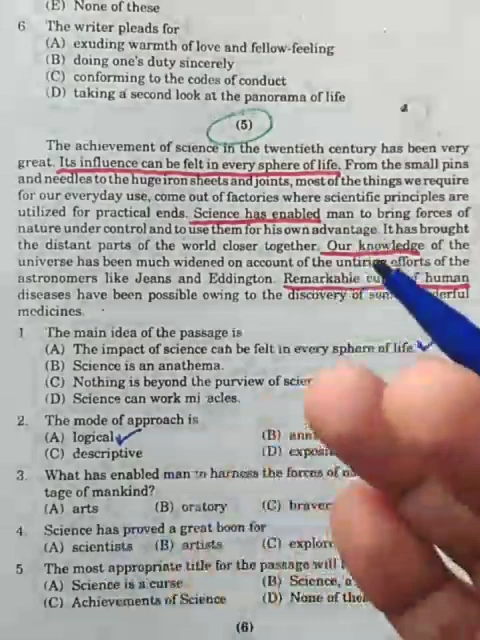 (E) None of these
6 The writer pleads for
(A) exuding warmth of love and fellow-feeling
(B) doing one's duty sincerely
(C) conforming to the codes of conduct
(D) taking a second look at the panorama of life
(5)
The achievement of science in the twentieth century has been very
great. Its influence can be felt in every sphere of life. From the small pins
and needles to the huge iron sheets and joints, most of the things we require
for our everyday use, come out of factories where scientific principles are
utilized for practical ends. Science has enabled man to bring forces of
nature under control and to use them for his own advantage. It has brought
the distant parts of the world closer together. Our knowledge of the
universe has been much widened on account of the untiring efforts of the
astronomers like Jeans and Eddington. Remarkable of human
diseases have been possible owing to the discovery of
medicines.
1 The main idea of the passage is
(A) The impact of science can be felt in every sphere of life
(B) Science is an anathema.
(C) Nothing is beyond the purview of
(D) Science can work mi acles.
2. The mode of approach is
(A) logical (B)
(C) descriptive (D)
3. What has enabled man to harness the forces of
tage of mankind?
(A) arts (B) oratory (C)
4 Science has proved a great boon for
(A) scientists (B) artists (C)
5 The most appropriate title for the passage will
(A) Science is a curse (B) Science,
(C) Achievements of Science (D) None of
(6)